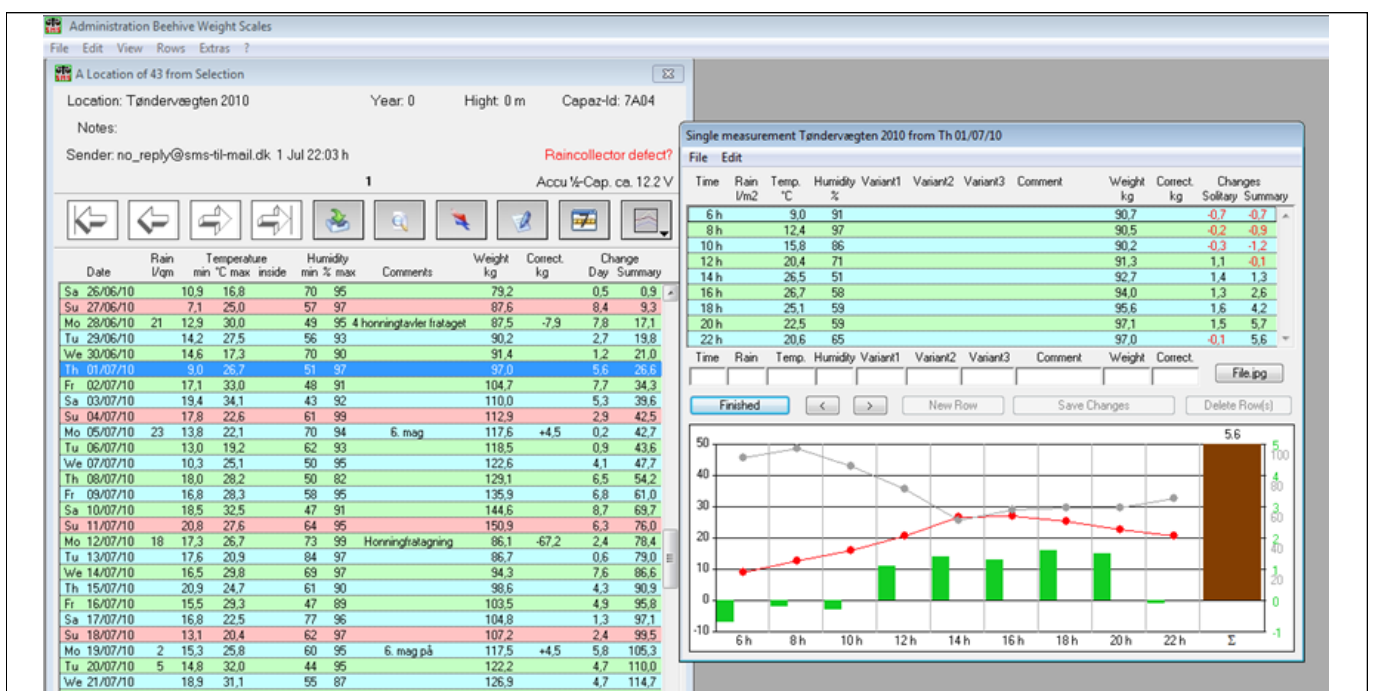 Administration Beehive Weight Scales
File Edit View Rows Extras ?
A Location of 43 from Selection
Location: Tøndervægten 2010 Year: 0 Hight: 0 m Capaz-Id: 7A04
Notes:
Sender: no_reply@sms-til-mail.dk 1 Jul 22:03 h Raincollector defect?
1 Accu ½-Cap. ca. 12.2 V
Rain Temperature Humidity Weight Correct. Change
Date l/qm min °C max inside min % max Comments kg kg Day Summary
Sa 26/06/10 10,9 16,8 70 95 79,2 0,5 0,9
Su 27/06/10 7,1 25,0 57 97 87,6 8,4 9,3
Mo 28/06/10 21 12,9 30,0 49 95 4 honningtavler frataget 87,5 -7,9 7,8 17,1
Tu 29/06/10 14,2 27,5 56 93 90,2 2,7 19,8
We 30/06/10 14,6 17,3 70 90 91,4 1,2 21,0
Th 01/07/10 9,0 26,7 51 97 97,0 5,6 26,6
Fr 02/07/10 17,1 33,0 48 91 104,7 7,7 34,3
Sa 03/07/10 19,4 34,1 43 92 110,0 5,3 39,6
Su 04/07/10 17,8 22,6 61 99 112,9 2,9 42,5
Mo 05/07/10 23 13,8 22,1 70 94 6. mag 117,6 +4,5 0,2 42,7
Tu 06/07/10 13,0 19,2 62 93 118,5 0,9 43,6
We 07/07/10 10,3 25,1 50 95 122,6 4,1 47,7
Th 08/07/10 18,0 28,2 50 82 129,1 6,5 54,2
Fr 09/07/10 16,8 28,3 58 95 135,9 6,8 61,0
Sa 10/07/10 18,5 32,5 47 91 144,6 8,7 69,7
Su 11/07/10 20,8 27,6 64 95 150,9 6,3 76,0
Mo 12/07/10 18 17,3 26,7 73 99 Honningfratagning 86,1 -67,2 2,4 78,4
Tu 13/07/10 17,6 20,9 84 97 86,7 0,6 79,0
We 14/07/10 16,5 29,8 69 97 94,3 7,6 86,6
Th 15/07/10 20,9 24,7 61 90 98,6 4,3 90,9
Fr 16/07/10 15,5 29,3 47 89 103,5 4,9 95,8
Sa 17/07/10 16,8 22,5 77 96 104,8 1,3 97,1
Su 18/07/10 13,1 20,4 62 97 107,2 2,4 99,5
Mo 19/07/10 2 15,3 25,8 60 95 6. mag på 117,5 +4,5 5,8 105,3
Tu 20/07/10 5 14,8 32,0 44 95 122,2 4,7 110,0
We 21/07/10 18,9 31,1 55 87 126,9 4,7 114,7
Single measurement Tøndervægten 2010 from Th 01/07/10
File Edit
Time Rain Temp. Humidity Variant1 Variant2 Variant3 Comment Weight Correct. Changes
l/m2 °C % kg kg Solitary Summary
6 h 9,0 91 90,7 -0,7 -0,7
8 h 12,4 97 90,5 -0,2 -0,9
10 h 15,8 86 90,2 -0,3 -1,2
12 h 20,4 71 91,3 1,1 -0,1
14 h 26,5 51 92,7 1,4 1,3
16 h 26,7 58 94,0 1,3 2,6
18 h 25,1 59 95,6 1,6 4,2
20 h 22,5 59 97,1 1,5 5,7
22 h 20,6 65 97,0 -0,1 5,6
Time Rain Temp. Humidity Variant1 Variant2 Variant3 Comment Weight Correct.
File.jpg
Finished < > New Row Save Changes Delete Row(s)
5.6
50 5 100
40 4 80
30 3 60
20 2 40
10 1 20
0 0
-10 -1
6 h 8 h 10 h 12 h 14 h 16 h 18 h 20 h 22 h Σ